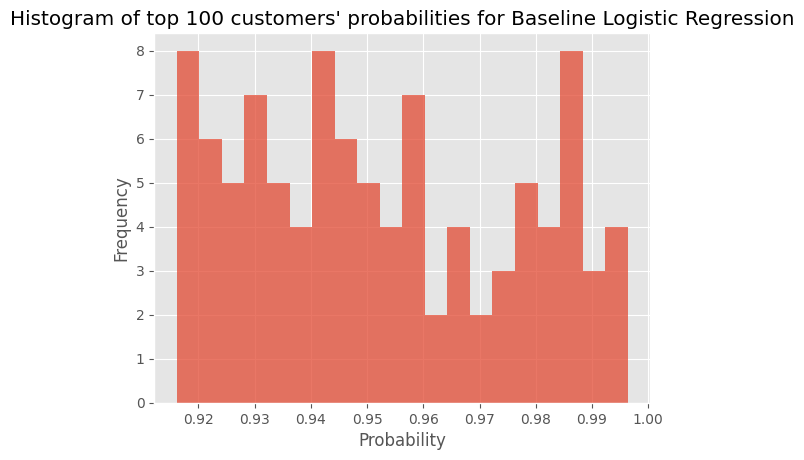 Histogram of top 100 customers' probabilities for Baseline Logistic Regression
8
7
6
5
4
3
2
1
0
Frequency
0.92 0.93 0.94 0.95 0.96 0.97 0.98 0.99 1.00
Probability